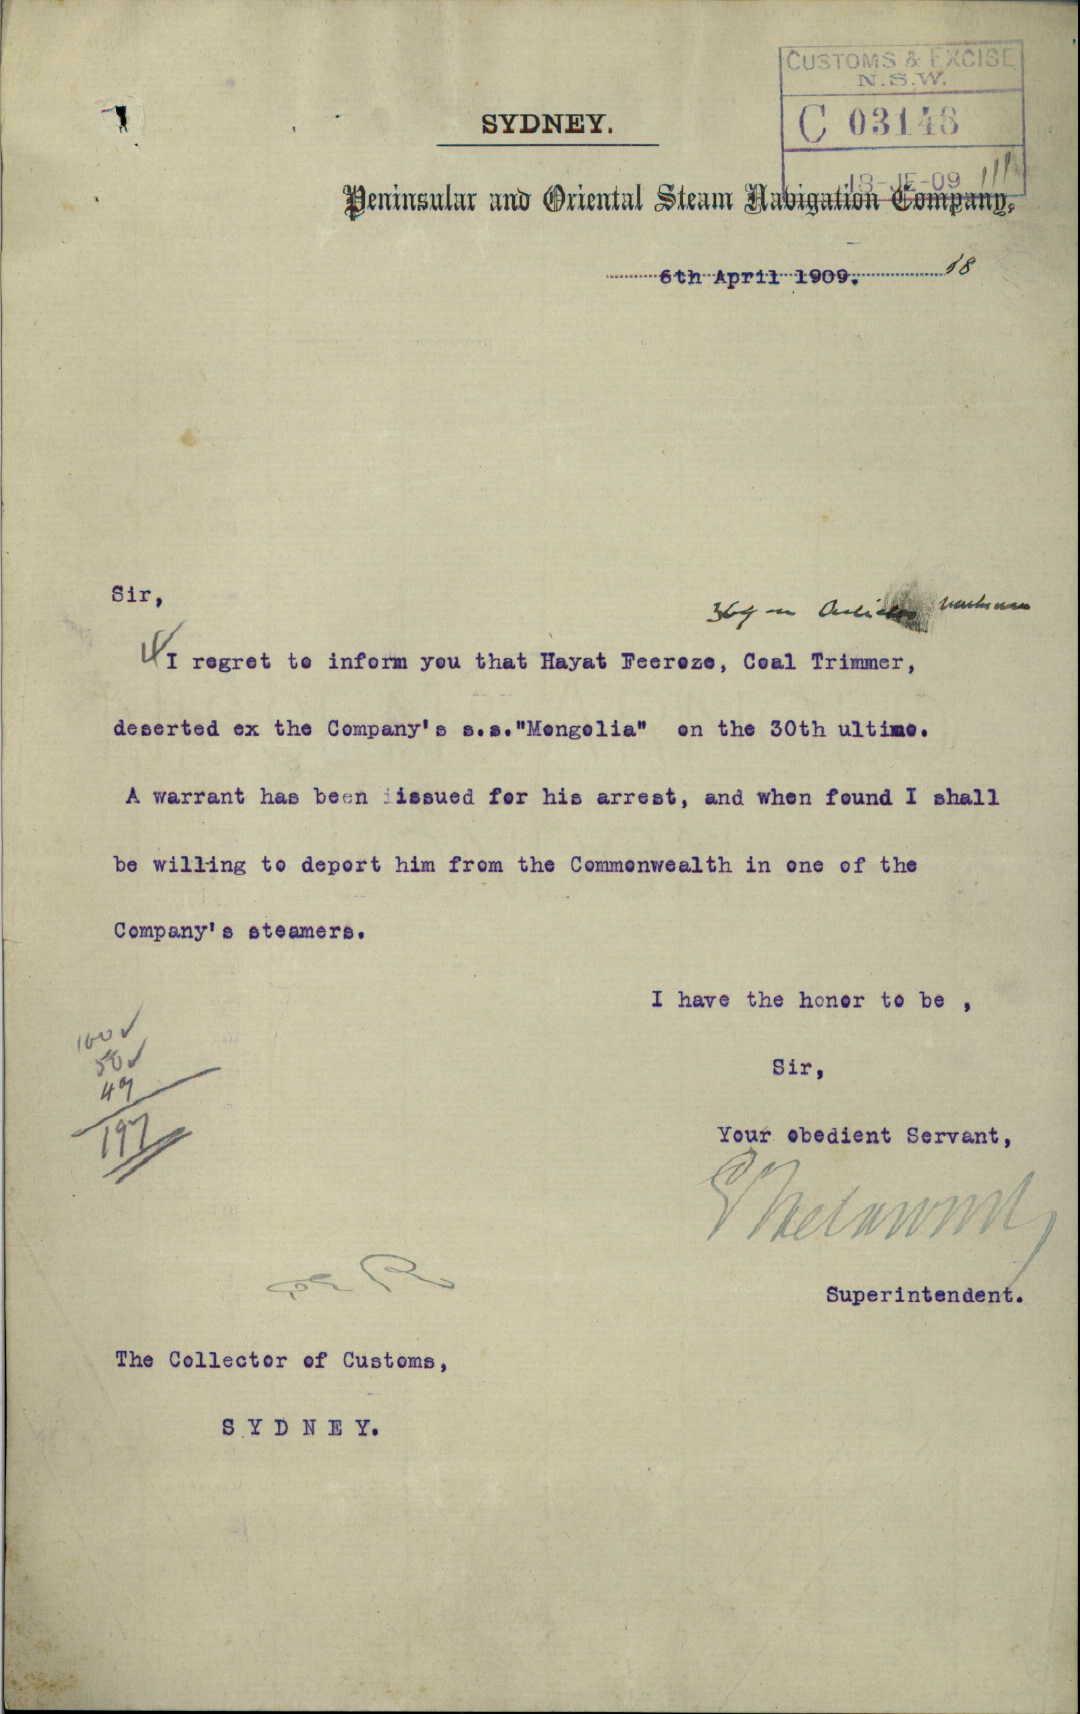 CUSTOMS & EXCISE
N.S.W.
C 03148
SYDNEY.
18-JE-09
Peninsular and Oriental Steam Navigation Company.
6th April 1909. 18
Sir,
I regret to inform you that Hayat Feeroze, Coal Trimmer,
deserted ex the Company's s.s."Mongolia" on the 30th ultimo.
A warrant has been iissued for his arrest, and when found I shall
be willing to deport him from the Commonwealth in one of the
Company's steamers.
I have the honor to be ,
100
Sir,
50
49
Your obedient Servant,
197
Superintendent.
The Collector of Customs,
SYDNEY.